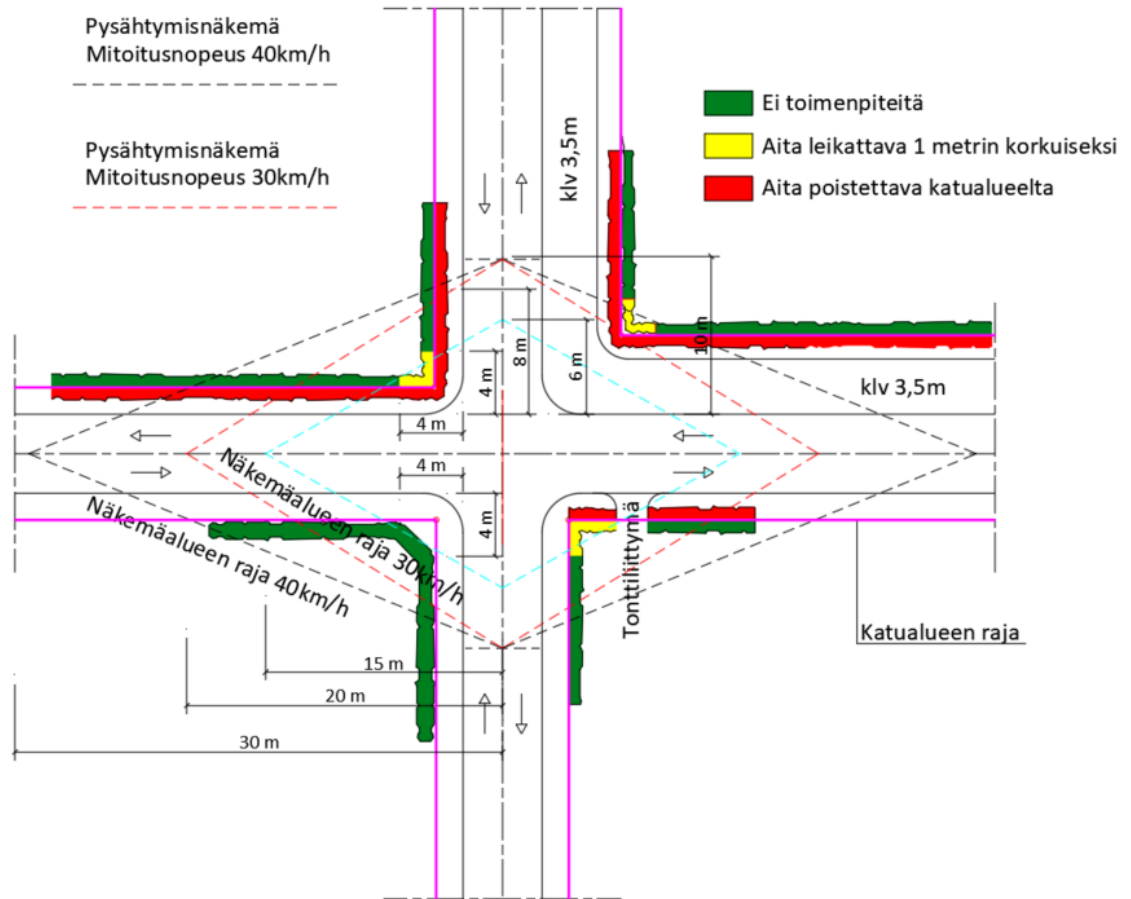 Pysähtymisnäkemä
Mitoitusnopeus 40km/h
Pysähtymisnäkemä
Mitoitusnopeus 30km/h
Ei toimenpiteitä
Aita leikattava 1 metrin korkuiseksi
Aita poistettava katualueelta
klv 3,5m
10 m
8 m
6 m
4 m
klv 3,5m
4 m
4 m
4 m
Näkemäalueen raja 30km/h
Näkemäalueen raja 40km/h
Tonttiliittymä
Katualueen raja
15 m
20 m
30 m